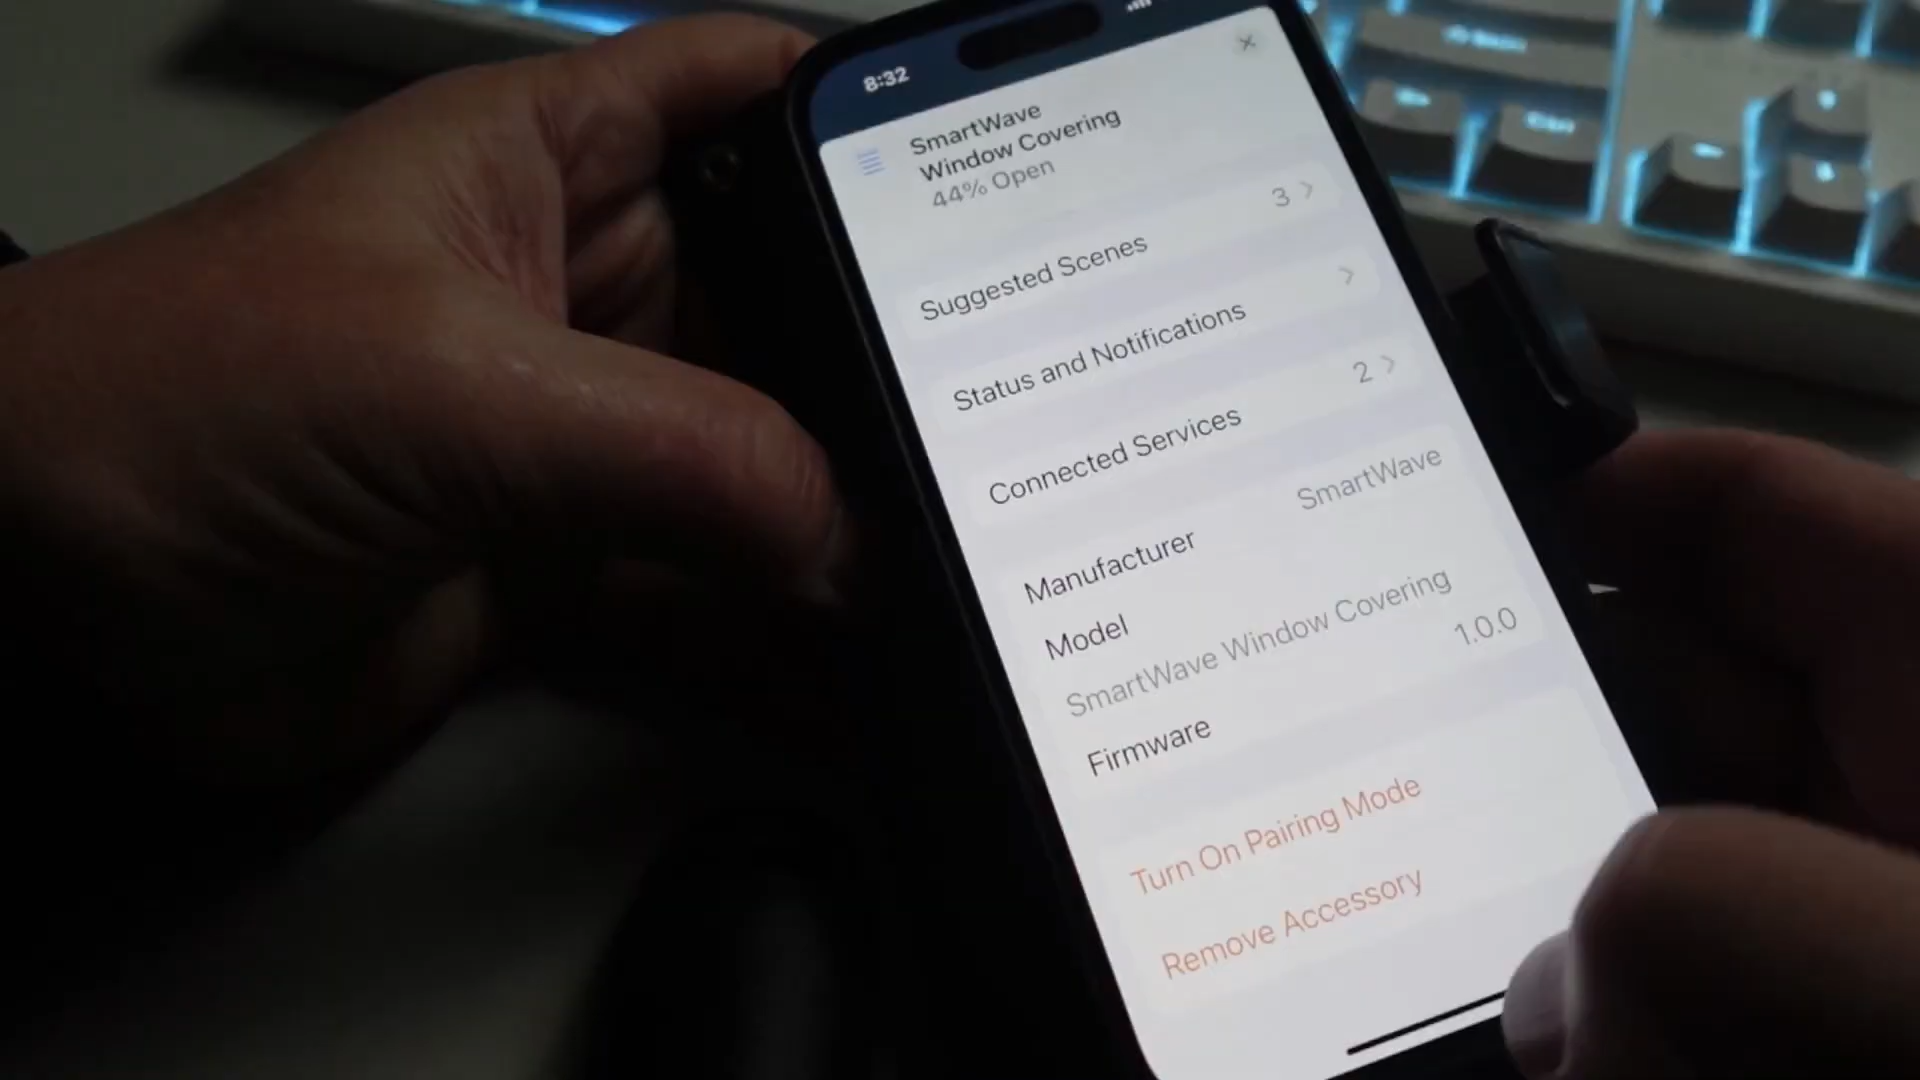 8:32
SmartWave
Window Covering
44% Open
Suggested Scenes 3
Status and Notifications
Connected Services 2
Manufacturer SmartWave
Model
SmartWave Window Covering
Firmware 1.0.0
Turn On Pairing Mode
Remove Accessory